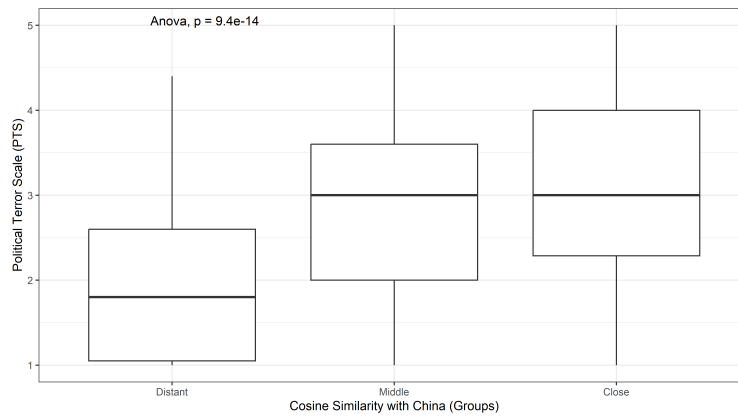 Anova, p = 9.4e-14
5
4
3
2
1
Political Terror Scale (PTS)
Distant
Middle
Close
Cosine Similarity with China (Groups)